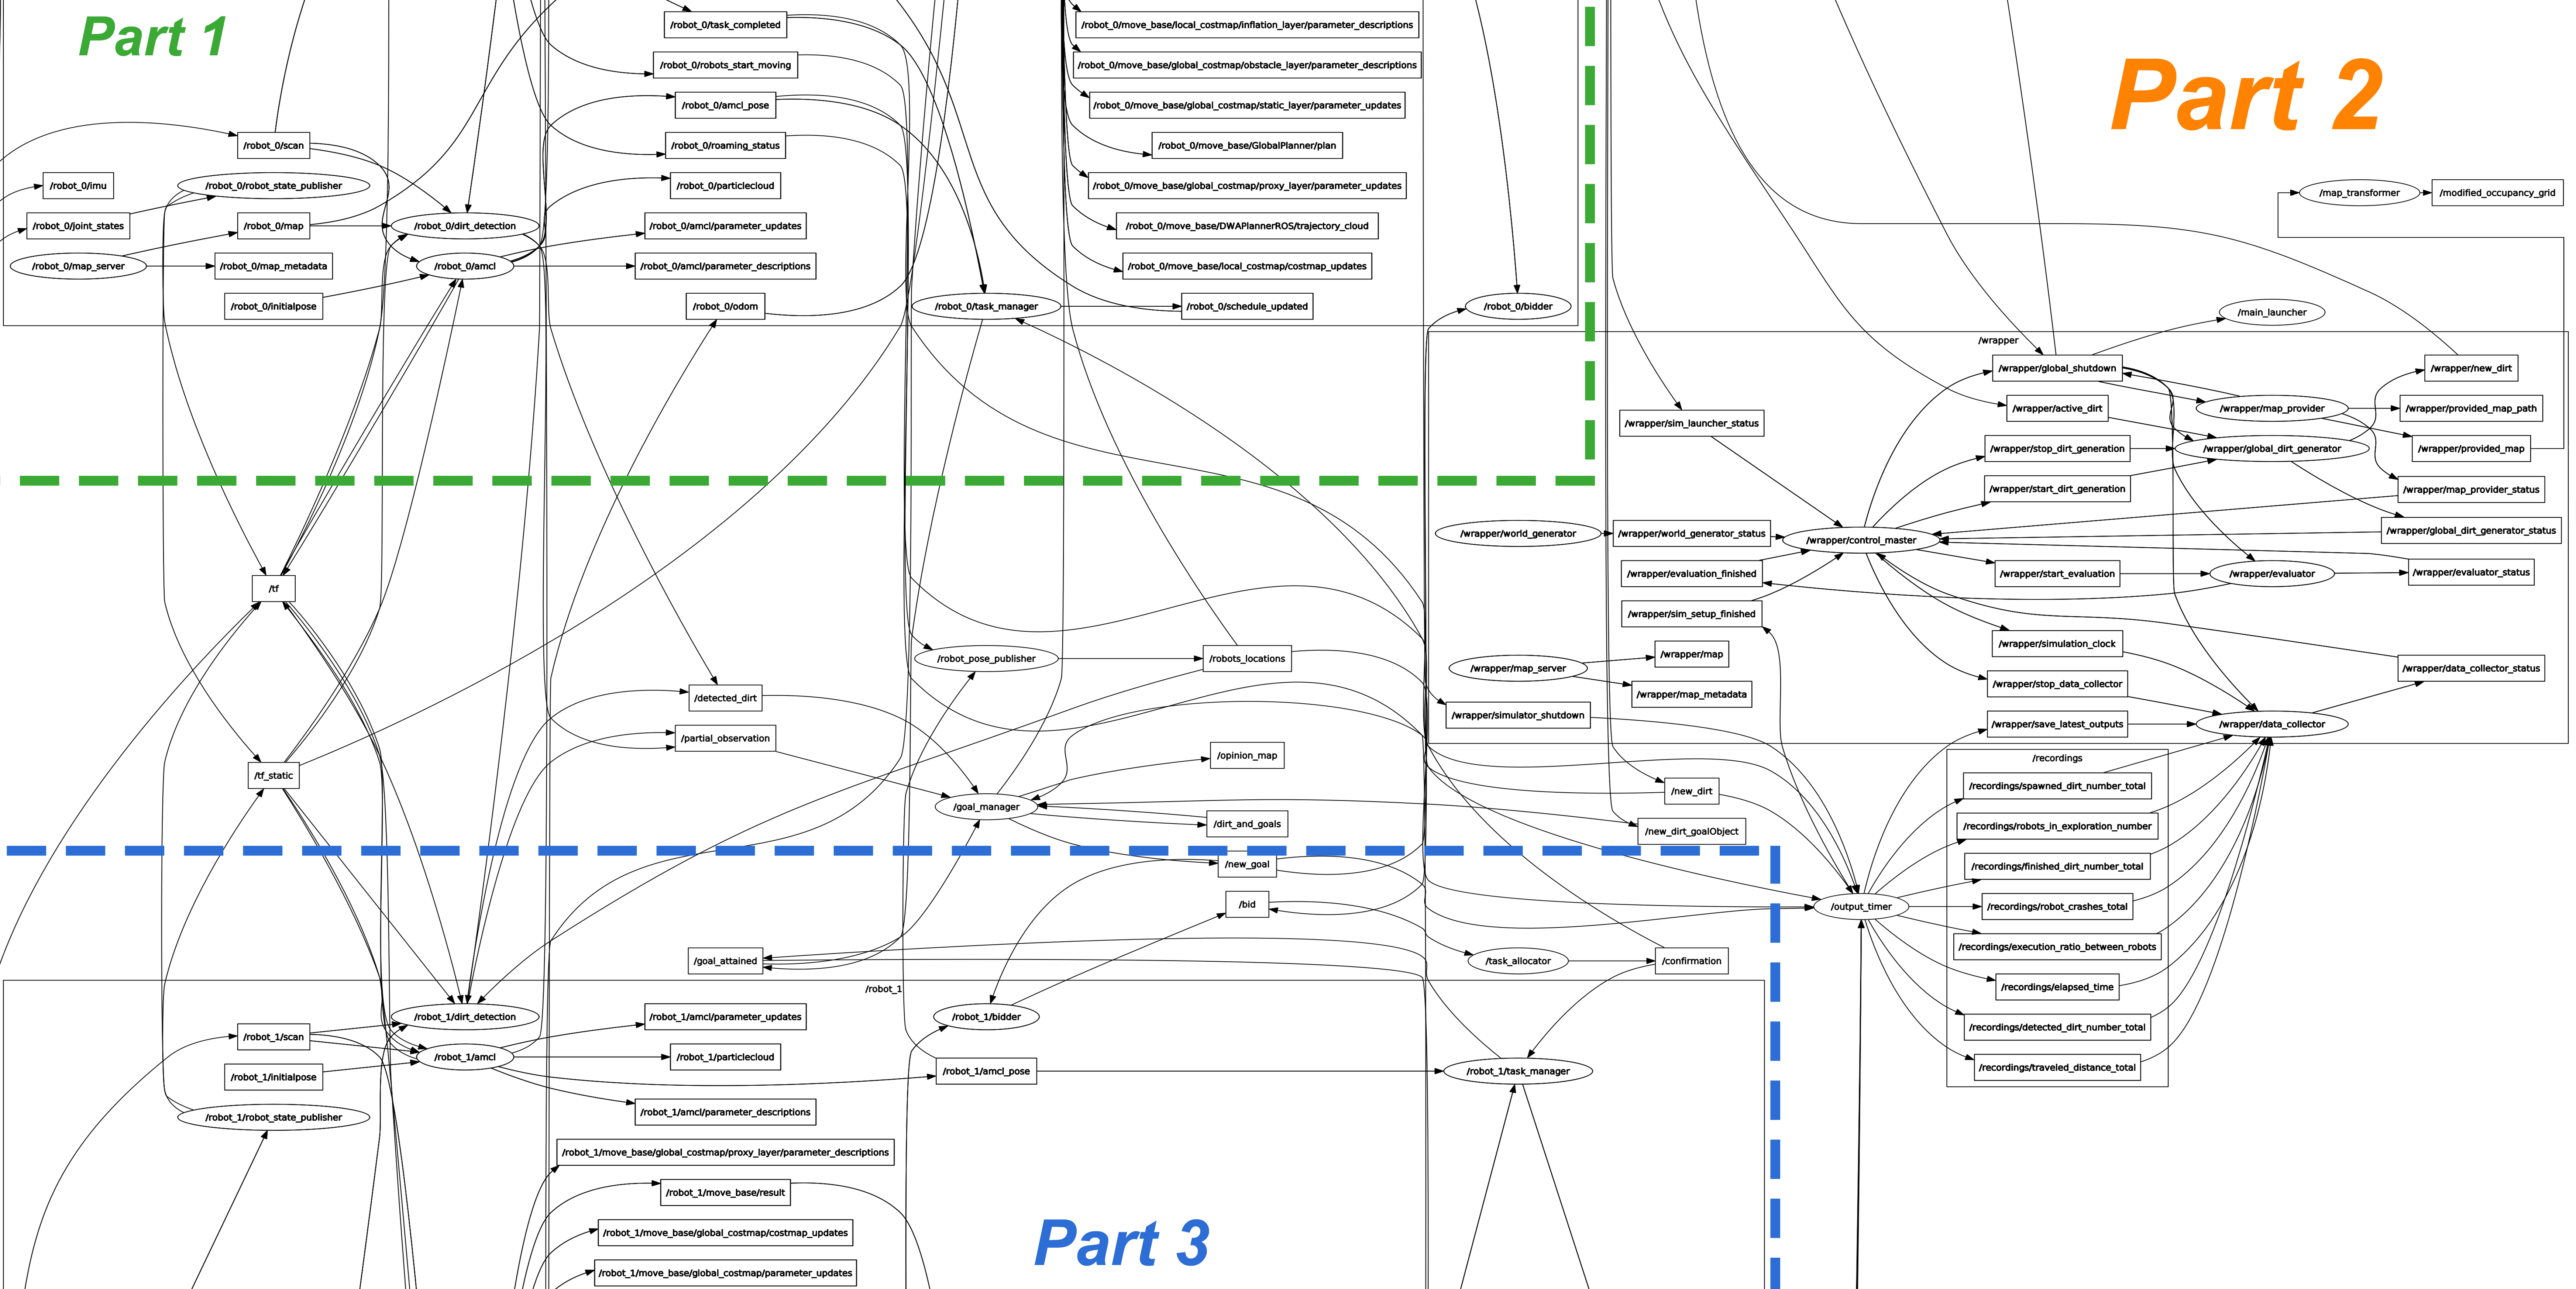 Part 1
/robot_0/scan
/robot_0/imu
/robot_0/robot_state_publisher
/robot_0/joint_states
/robot_0/map
/robot_0/map_server
/robot_0/map_metadata
/robot_0/initialpose
/robot_0/dirt_detection
/robot_0/amcl
/robot_0/task_completed
/robot_0/robots_start_moving
/robot_0/amcl_pose
/robot_0/roaming_status
/robot_0/particlecloud
/robot_0/amcl/parameter_updates
/robot_0/amcl/parameter_descriptions
/robot_0/odom
/robot_0/task_manager
/robot_0/move_base/local_costmap/inflation_layer/parameter_descriptions
/robot_0/move_base/global_costmap/obstacle_layer/parameter_descriptions
/robot_0/move_base/global_costmap/static_layer/parameter_updates
/robot_0/move_base/GlobalPlanner/plan
/robot_0/move_base/global_costmap/proxy_layer/parameter_updates
/robot_0/move_base/DWAPlannerROS/trajectory_cloud
/robot_0/move_base/local_costmap/costmap_updates
/robot_0/schedule_updated
/robot_0/bidder
Part 2
/map_transformer
/modified_occupancy_grid
/main_launcher
/wrapper
/wrapper/global_shutdown
/wrapper/new_dirt
/wrapper/active_dirt
/wrapper/map_provider
/wrapper/provided_map_path
/wrapper/sim_launcher_status
/wrapper/stop_dirt_generation
/wrapper/global_dirt_generator
/wrapper/provided_map
/wrapper/start_dirt_generation
/wrapper/map_provider_status
/wrapper/world_generator
/wrapper/world_generator_status
/wrapper/control_master
/wrapper/global_dirt_generator_status
/wrapper/evaluation_finished
/wrapper/start_evaluation
/wrapper/evaluator
/wrapper/evaluator_status
/wrapper/sim_setup_finished
/wrapper/simulation_clock
/wrapper/map_server
/wrapper/map
/wrapper/map_metadata
/wrapper/data_collector_status
/wrapper/stop_data_collector
/wrapper/simulator_shutdown
/wrapper/save_latest_outputs
/wrapper/data_collector
/tf
/tf_static
/detected_dirt
/partial_observation
/robot_pose_publisher
/robots_locations
/opinion_map
/goal_manager
/dirt_and_goals
/new_dirt
/new_dirt_goalObject
/new_goal
/bid
/goal_attained
/task_allocator
/confirmation
/output_timer
/recordings
/recordings/spawned_dirt_number_total
/recordings/robots_in_exploration_number
/recordings/finished_dirt_number_total
/recordings/robot_crashes_total
/recordings/execution_ratio_between_robots
/recordings/elapsed_time
/recordings/detected_dirt_number_total
/recordings/traveled_distance_total
/robot_1
/robot_1/dirt_detection
/robot_1/scan
/robot_1/amcl
/robot_1/initialpose
/robot_1/robot_state_publisher
/robot_1/amcl/parameter_updates
/robot_1/particlecloud
/robot_1/amcl/parameter_descriptions
/robot_1/bidder
/robot_1/amcl_pose
/robot_1/task_manager
/robot_1/move_base/global_costmap/proxy_layer/parameter_descriptions
/robot_1/move_base/result
/robot_1/move_base/global_costmap/costmap_updates
/robot_1/move_base/global_costmap/parameter_updates
Part 3